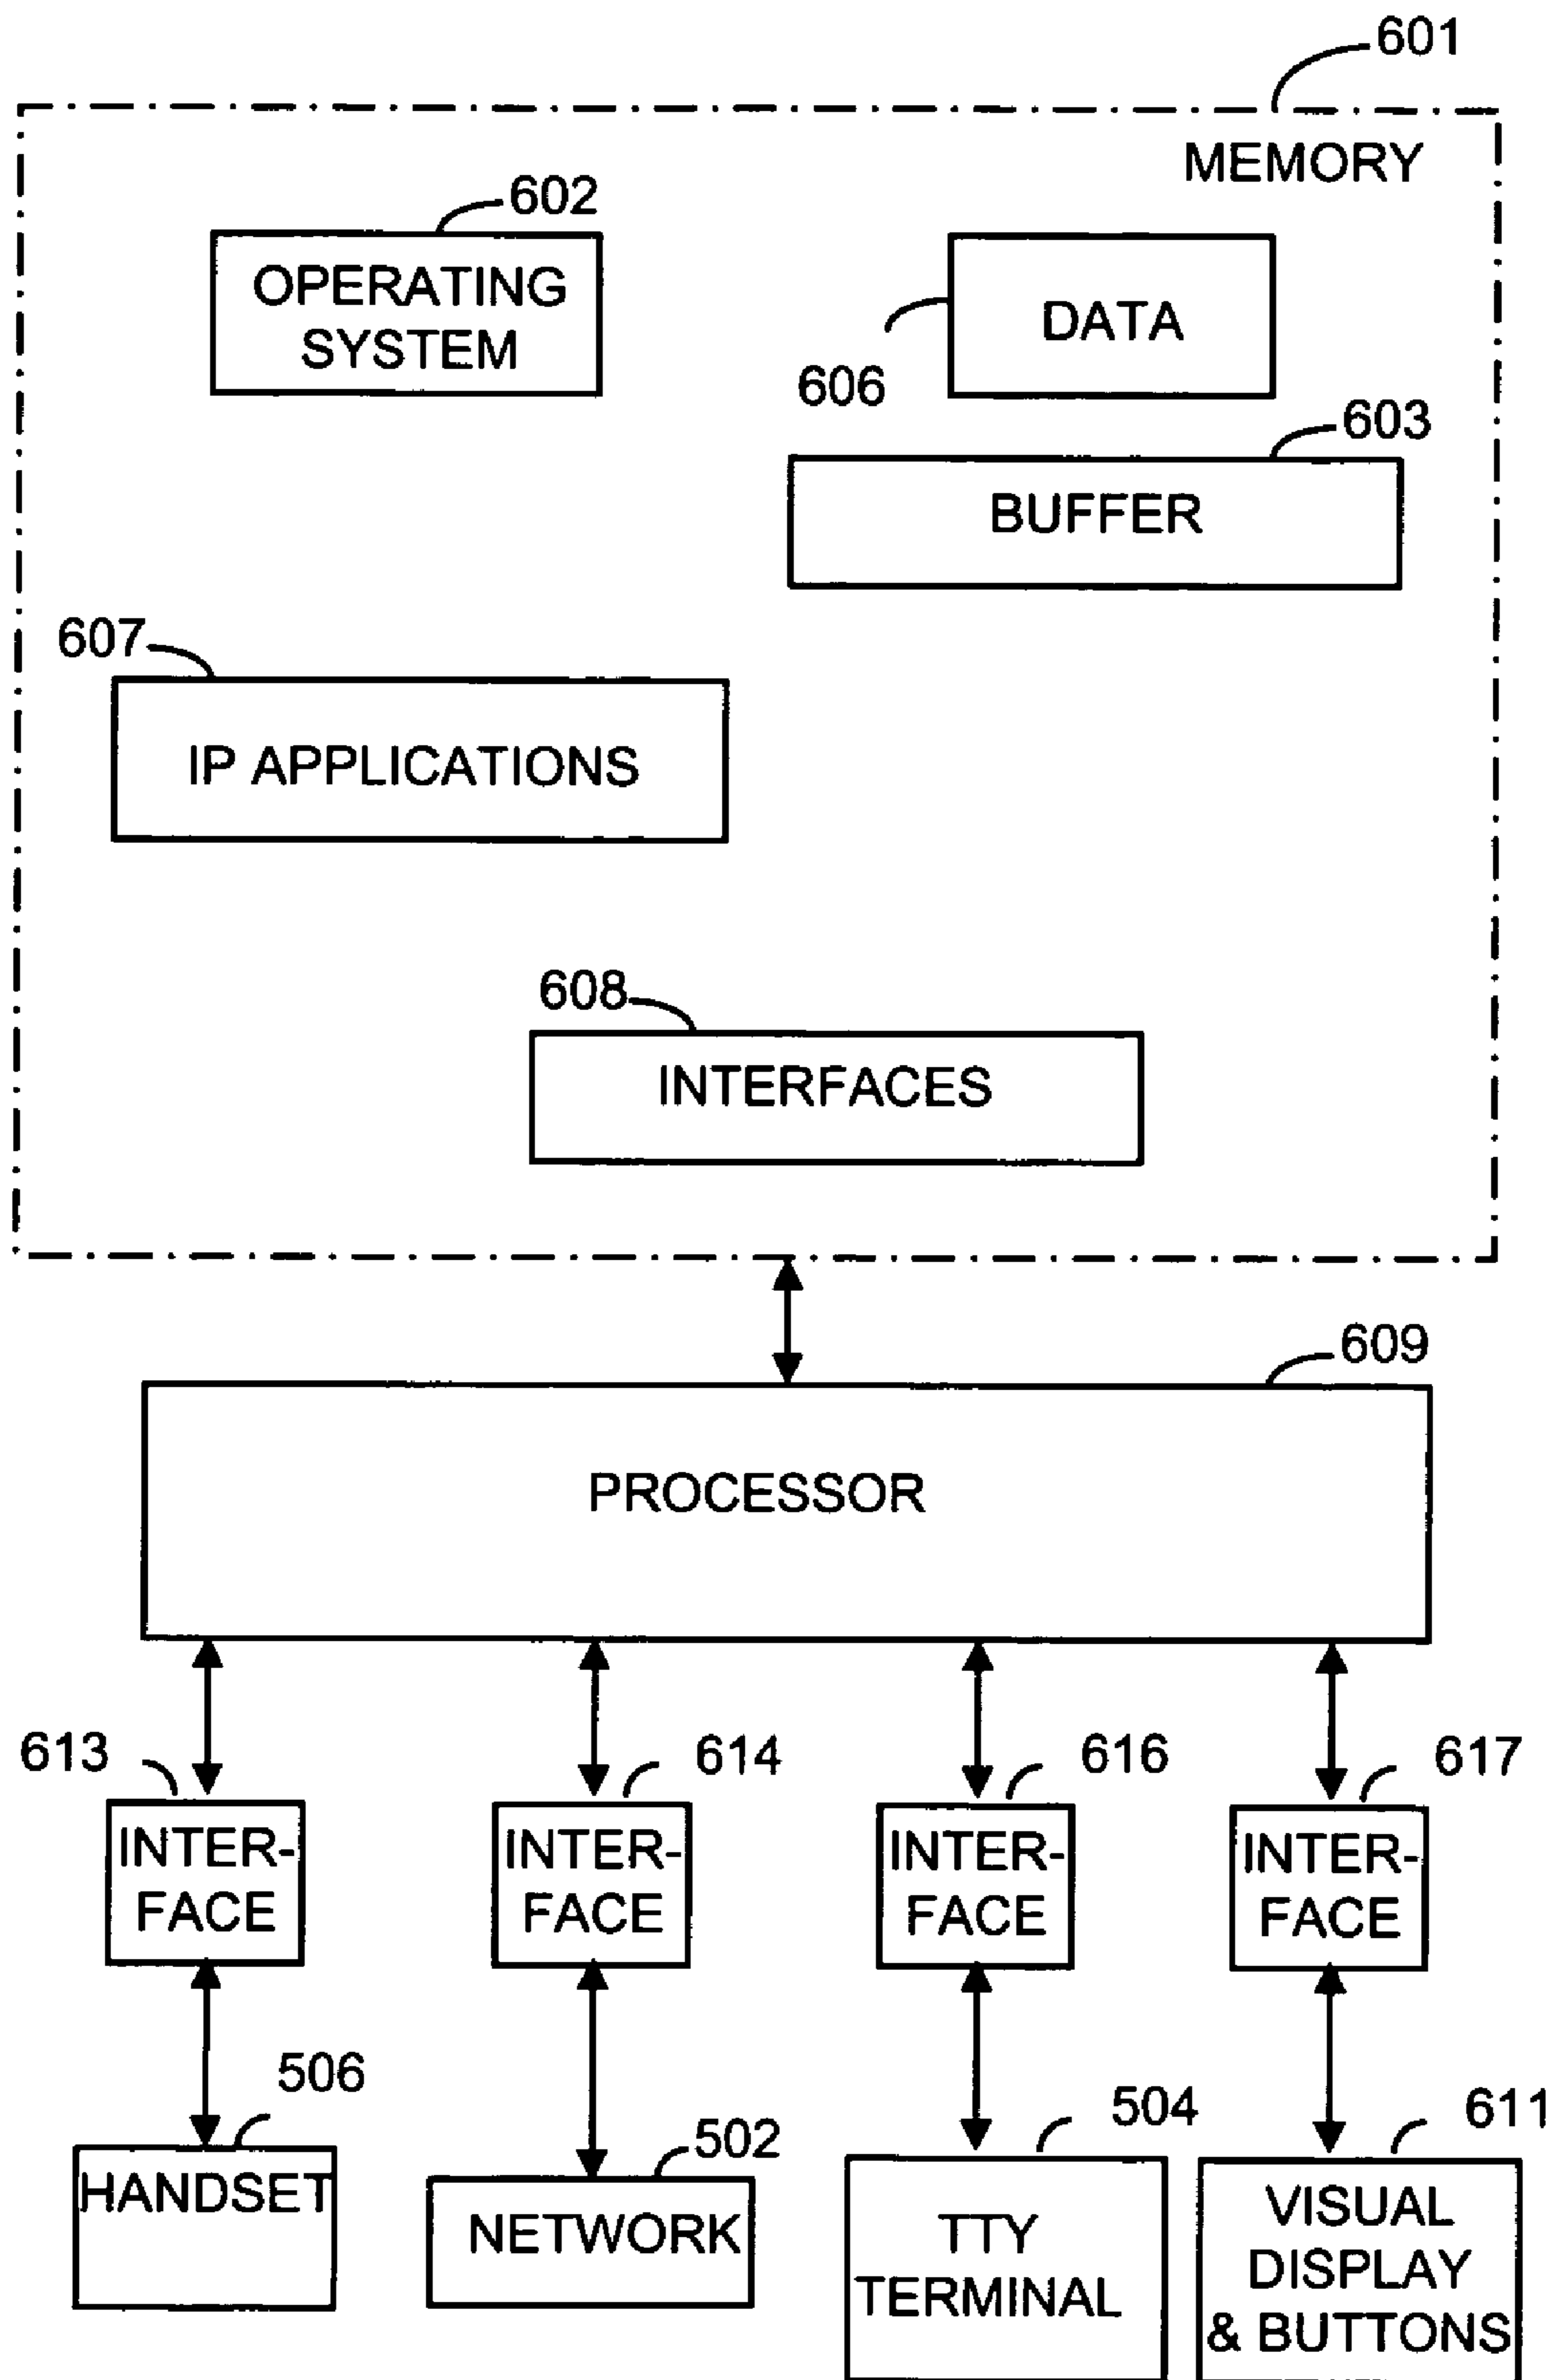 601
MEMORY
602
OPERATING
SYSTEM
DATA
606
603
BUFFER
607
IP APPLICATIONS
608
INTERFACES
609
PROCESSOR
613
614
616
617
INTER-
FACE
INTER-
FACE
INTER-
FACE
INTER-
FACE
506
502
504
611
HANDSET
NETWORK
TTY
TERMINAL
VISUAL
DISPLAY
& BUTTONS